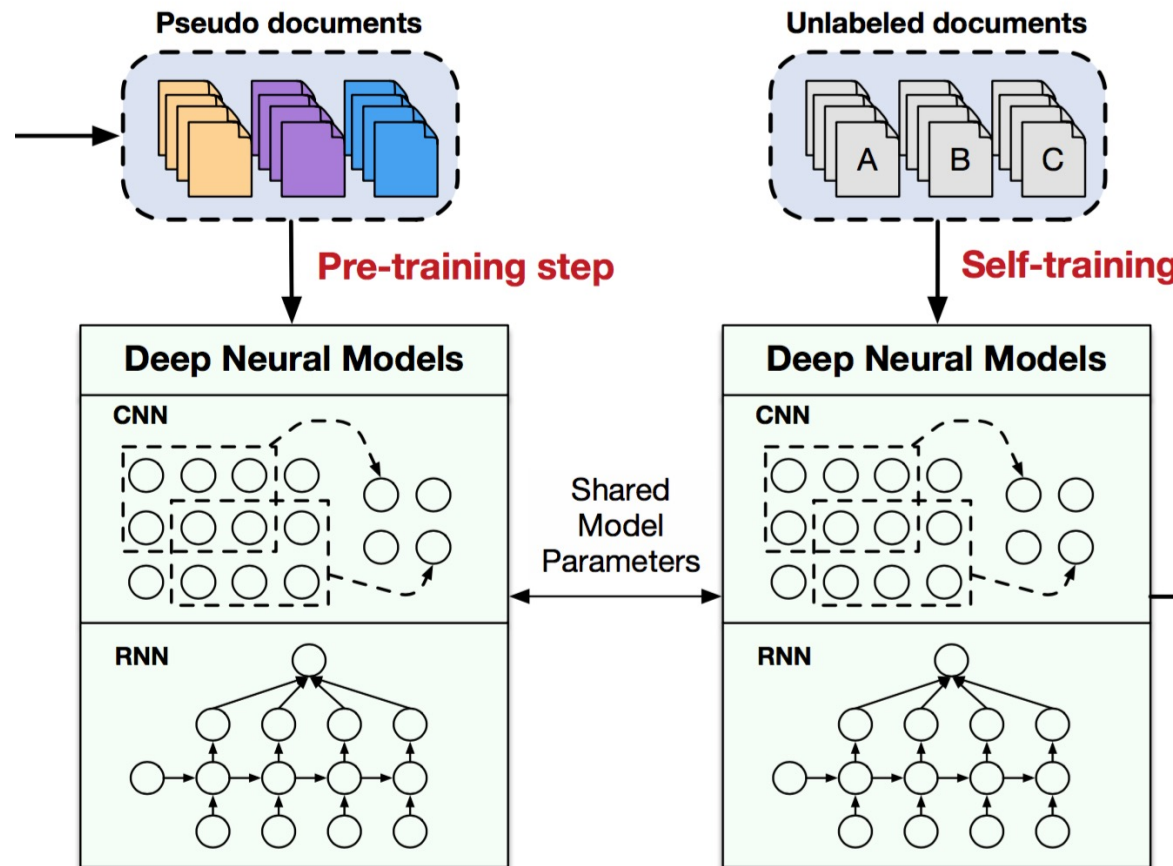 Pseudo documents
Unlabeled documents
A
B
C
Pre-training step
Self-training
Deep Neural Models
Deep Neural Models
CNN
CNN
Shared
Model
Parameters
RNN
RNN